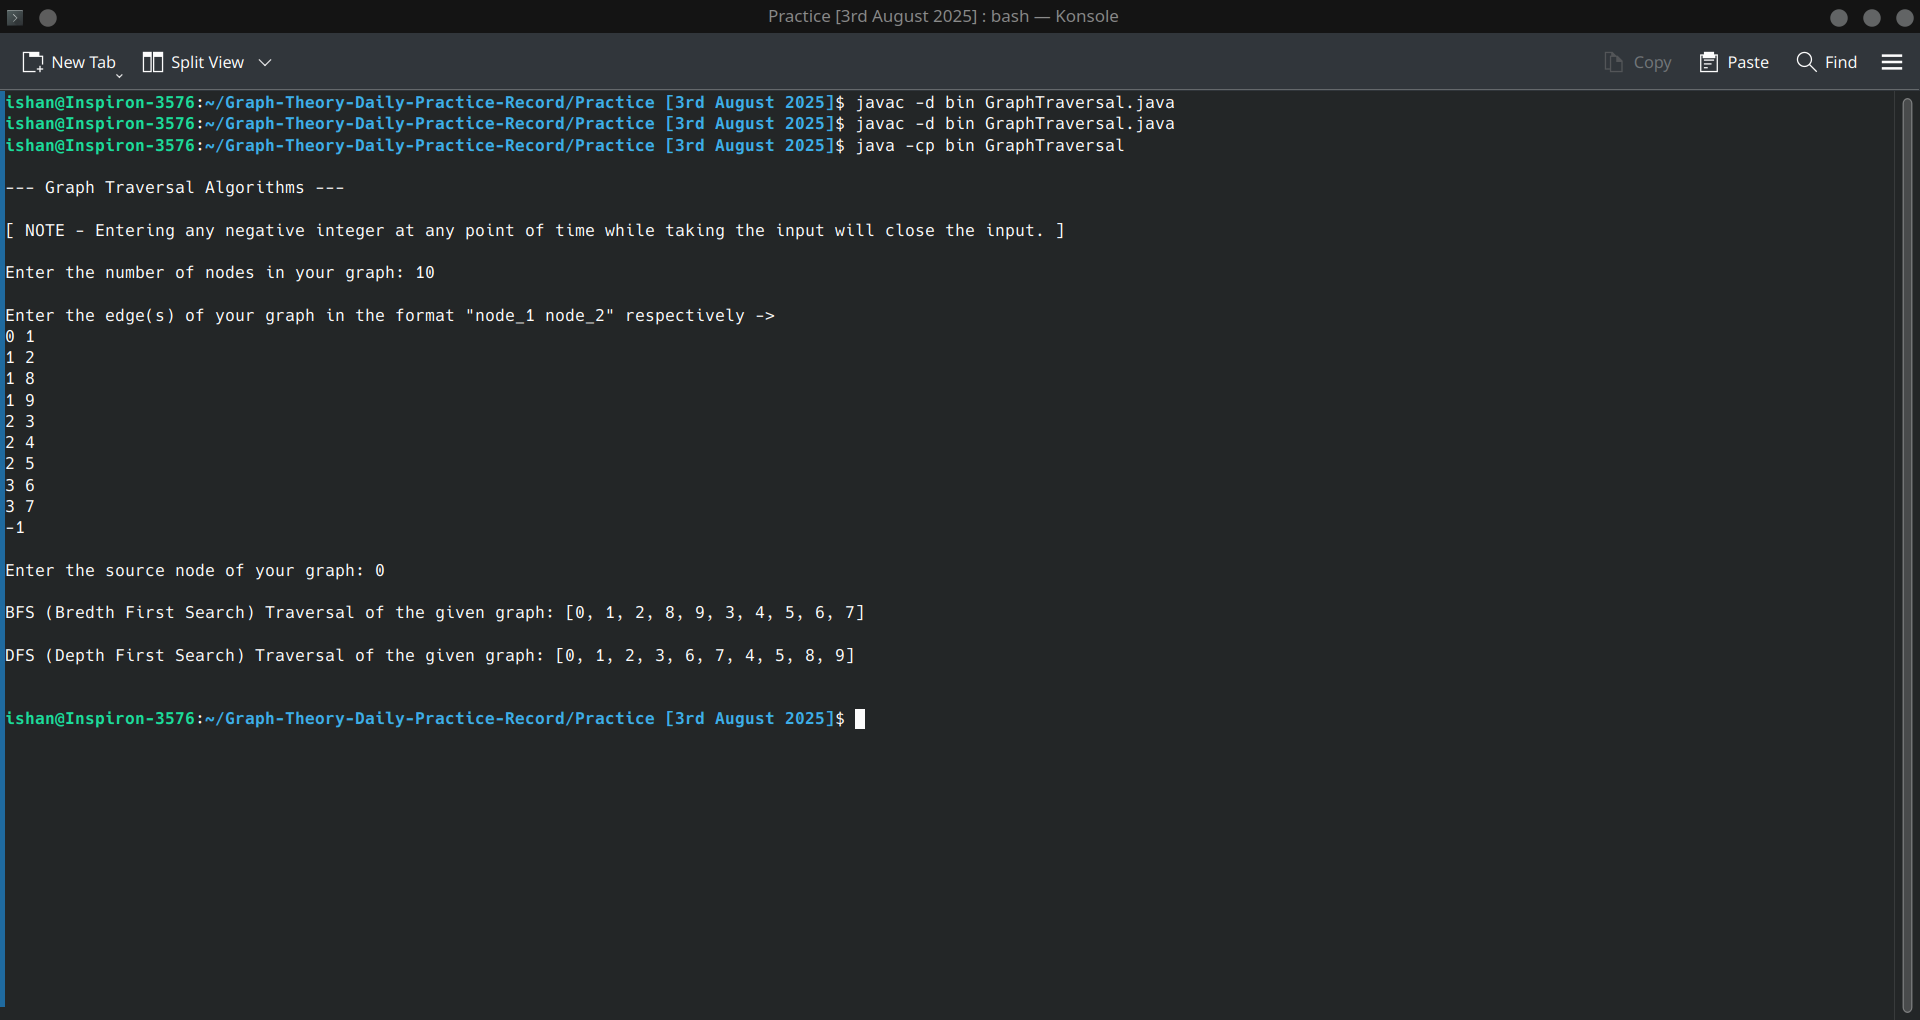 Practice [3rd August 2025] : bash — Konsole
New Tab Split View Copy Paste Find
ishan@Inspiron-3576:~/Graph-Theory-Daily-Practice-Record/Practice [3rd August 2025]$ javac -d bin GraphTraversal.java
ishan@Inspiron-3576:~/Graph-Theory-Daily-Practice-Record/Practice [3rd August 2025]$ javac -d bin GraphTraversal.java
ishan@Inspiron-3576:~/Graph-Theory-Daily-Practice-Record/Practice [3rd August 2025]$ java -cp bin GraphTraversal
--- Graph Traversal Algorithms ---
[ NOTE - Entering any negative integer at any point of time while taking the input will close the input. ]
Enter the number of nodes in your graph: 10
Enter the edge(s) of your graph in the format "node_1 node_2" respectively ->
0 1
1 2
1 8
1 9
2 3
2 4
2 5
3 6
3 7
-1
Enter the source node of your graph: 0
BFS (Bredth First Search) Traversal of the given graph: [0, 1, 2, 8, 9, 3, 4, 5, 6, 7]
DFS (Depth First Search) Traversal of the given graph: [0, 1, 2, 3, 6, 7, 4, 5, 8, 9]
ishan@Inspiron-3576:~/Graph-Theory-Daily-Practice-Record/Practice [3rd August 2025]$